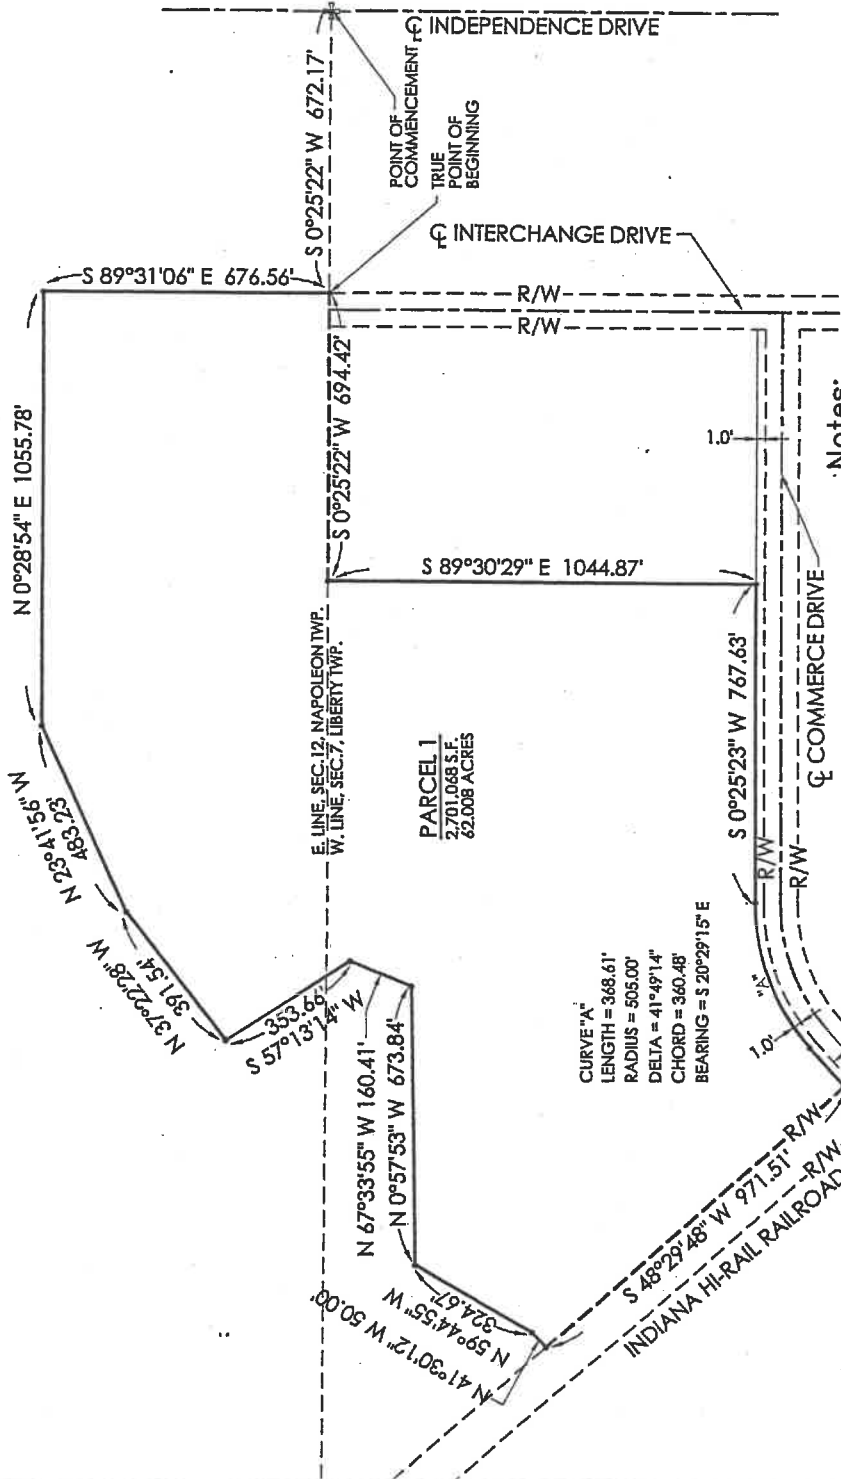 ℄ INDEPENDENCE DRIVE
S 0°25'22" W 672.17'
POINT OF
COMMENCEMENT
TRUE
POINT OF
BEGINNING
℄ INTERCHANGE DRIVE
S 89°31'06" E 676.56'
R/W
R/W
N 0°28'54" E 1055.78'
S 0°25'22" W 694.42'
1.0'
Notes:
S 89°30'29" E 1044.87'
E. LINE, SEC.12, NAPOLEON TWP.
W. LINE, SEC.7, LIBERTY TWP.
PARCEL 1
2,701,068 S.F.
62.008 ACRES
S 0°25'23" W 767.63'
℄ COMMERCE DRIVE
R/W
R/W
N 23°41'56" W
483.23'
N 37°22'28" W
391.54'
353.66'
S 57°13'14" W
N 67°33'55" W 160.41'
N 0°57'53" W 673.84'
CURVE "A"
LENGTH = 368.61'
RADIUS = 505.00'
DELTA = 41°49'14"
CHORD = 360.48'
BEARING = S 20°29'15" E
"A"
1.0'
N 59°44'55" W
324.67'
N 41°30'12" W 50.00'
S 48°29'48" W 971.51'
R/W
R/W
INDIANA HI-RAIL RAILROAD